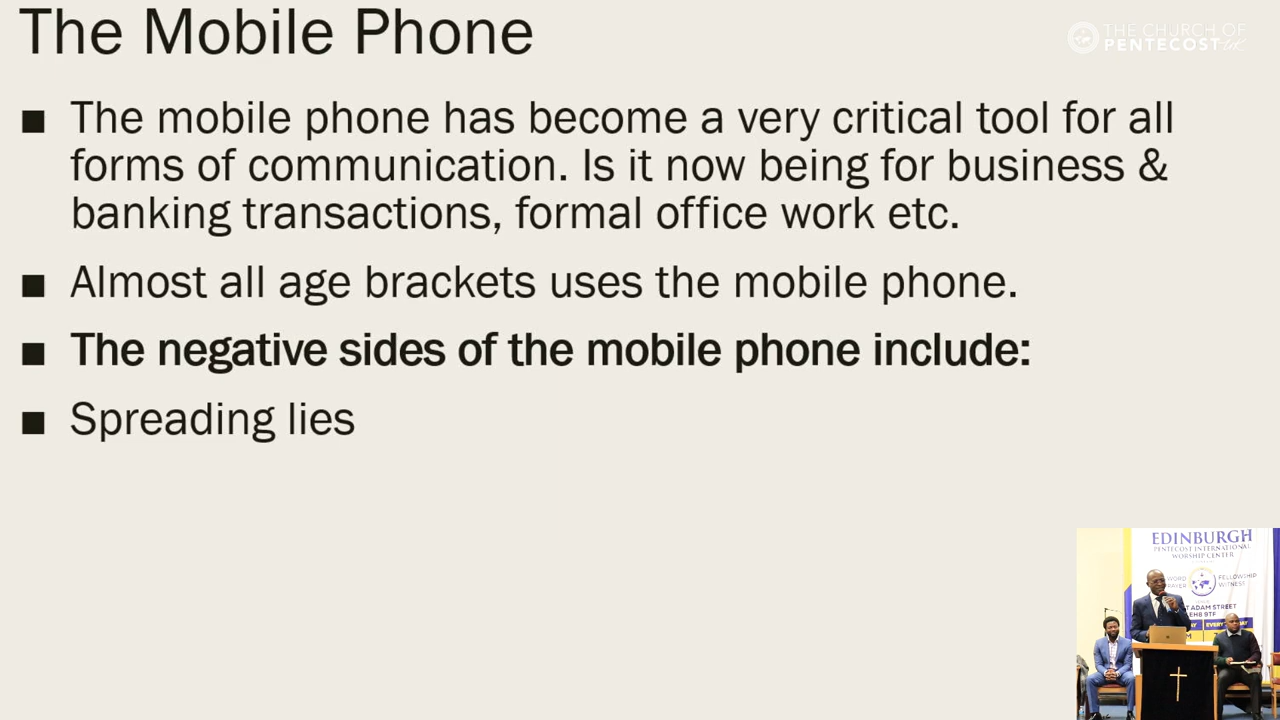 The Mobile Phone
THE CHURCH OF
PENTECOST UK
■ The mobile phone has become a very critical tool for all
forms of communication. Is it now being for business &
banking transactions, formal office work etc.
■ Almost all age brackets uses the mobile phone.
■ The negative sides of the mobile phone include:
■ Spreading lies
EDINBURGH
PENTECOST INTERNATIONAL
WORSHIP CENTER
WORD
FELLOWSHIP
WITNESS
ADAM STREET
EH8 9TF